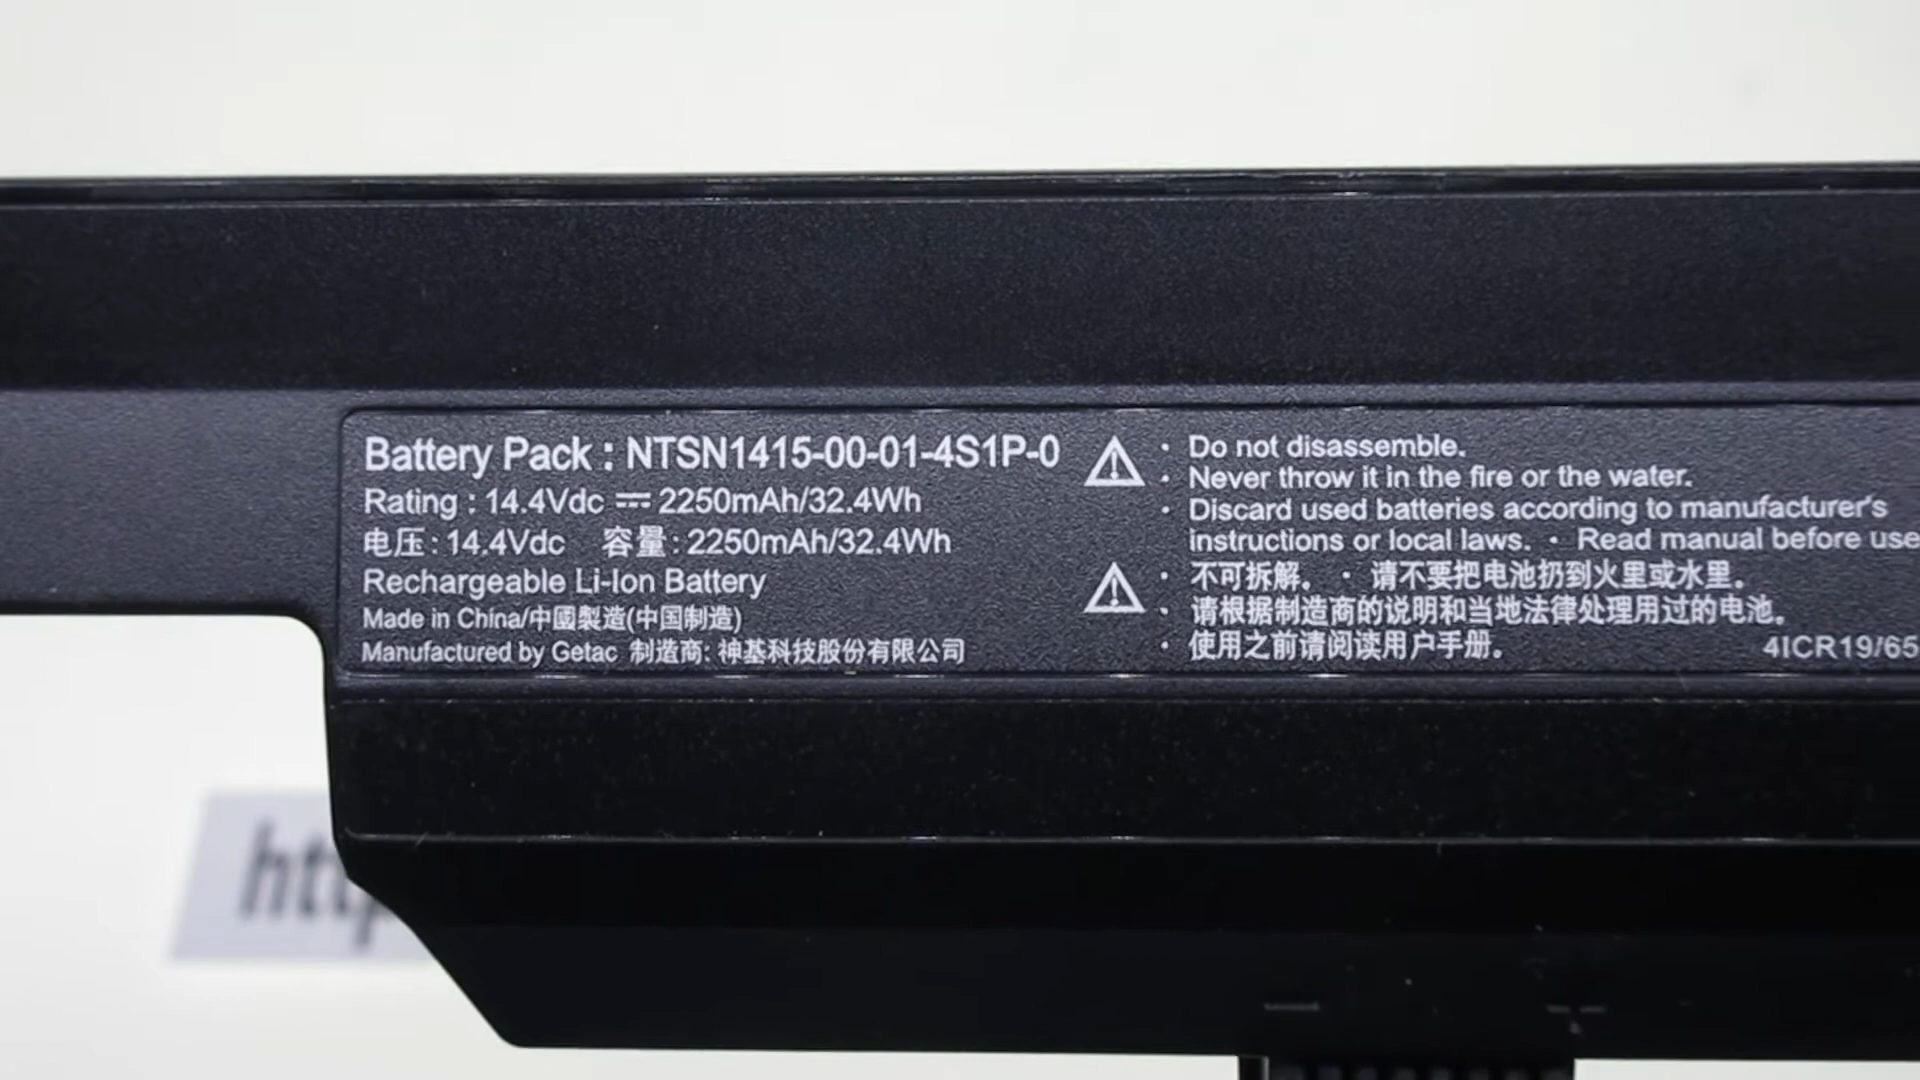 Battery Pack : NTSN1415-00-01-4S1P-0
Rating : 14.4Vdc ⎓ 2250mAh/32.4Wh
电压: 14.4Vdc 容量: 2250mAh/32.4Wh
Rechargeable Li-Ion Battery
Made in China/中國製造(中国制造)
Manufactured by Getac 制造商: 神基科技股份有限公司
· Do not disassemble.
· Never throw it in the fire or the water.
· Discard used batteries according to manufacturer's
instructions or local laws. · Read manual before use
· 不可拆解。 · 请不要把电池扔到火里或水里。
· 请根据制造商的说明和当地法律处理用过的电池。
· 使用之前请阅读用户手册。
4ICR19/65
− +